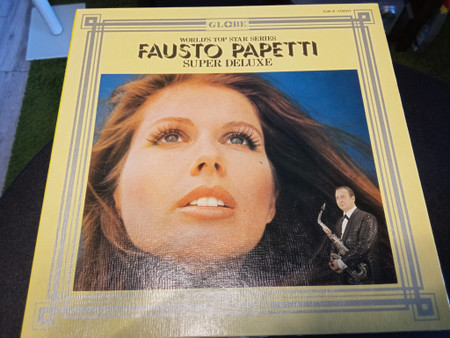 GLOBE
WORLD'S TOP STAR SERIES
FAUSTO PAPETTI
SUPER DELUXE